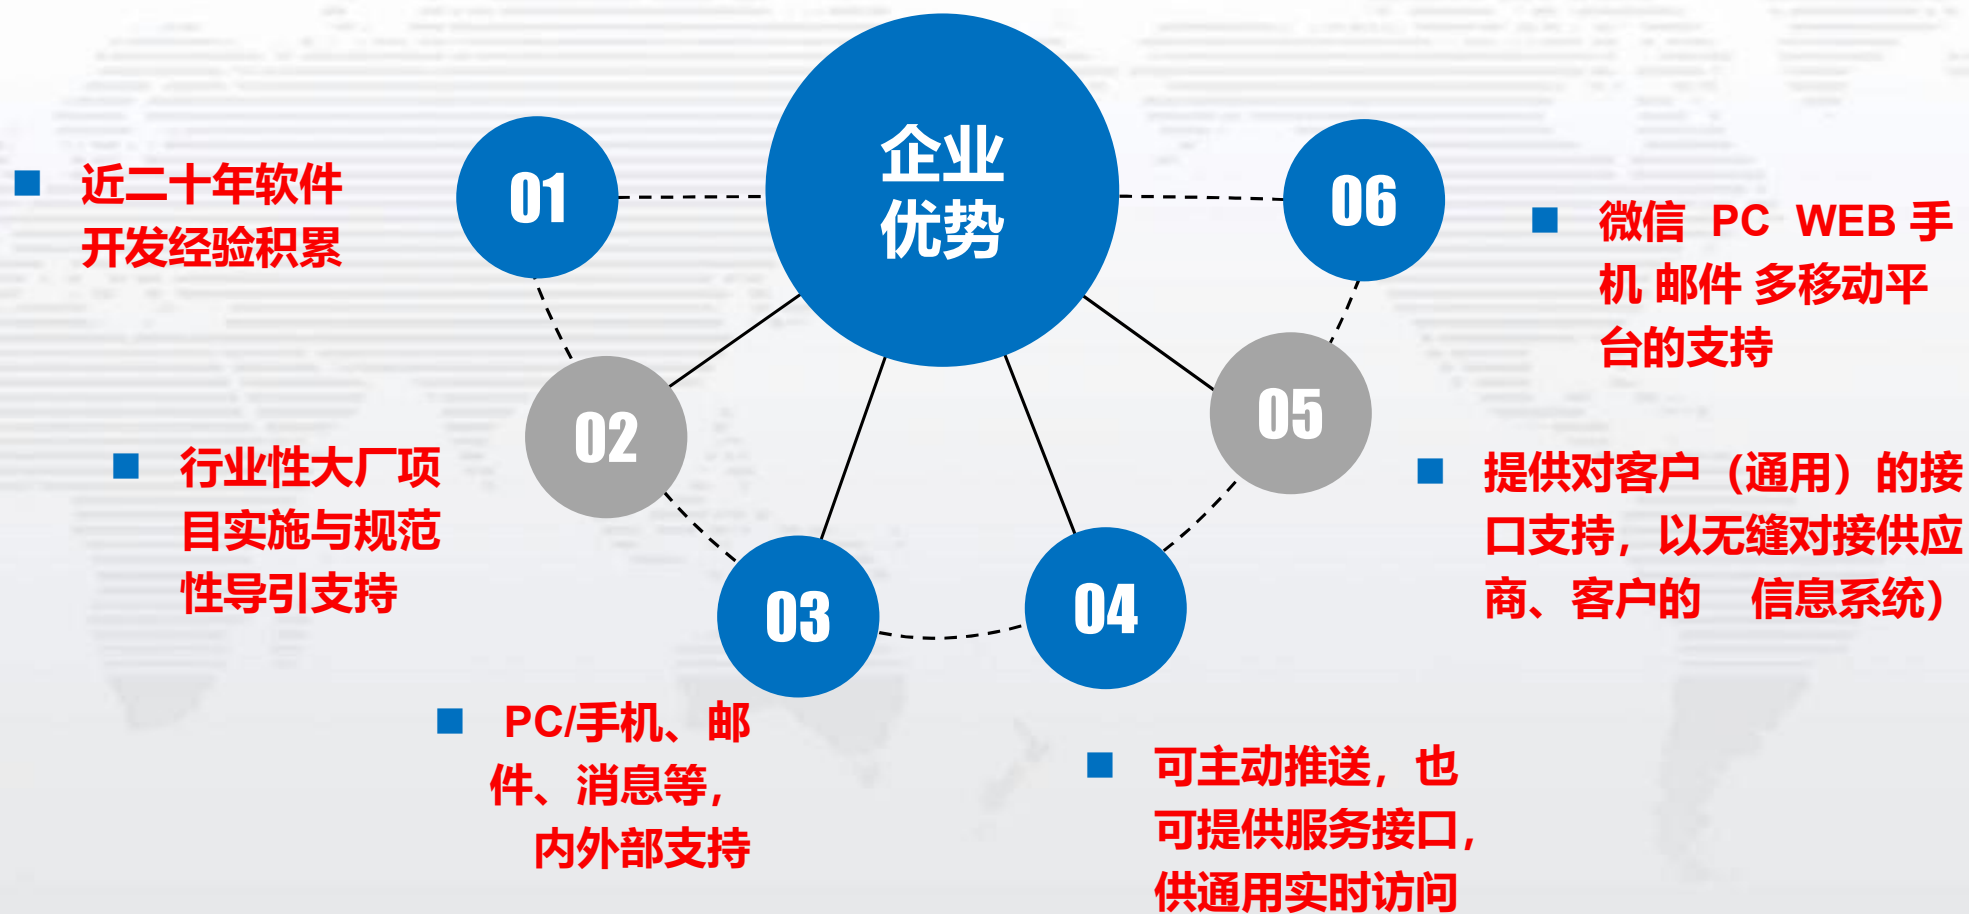 企业
优势
01
近二十年软件
开发经验积累
02
行业性大厂项
目实施与规范
性导引支持
03
PC/手机、邮
件、消息等，
内外部支持
04
可主动推送，也
可提供服务接口，
供通用实时访问
05
提供对客户（通用）的接
口支持，以无缝对接供应
商、客户的 信息系统）
06
微信 PC WEB 手
机 邮件 多移动平
台的支持